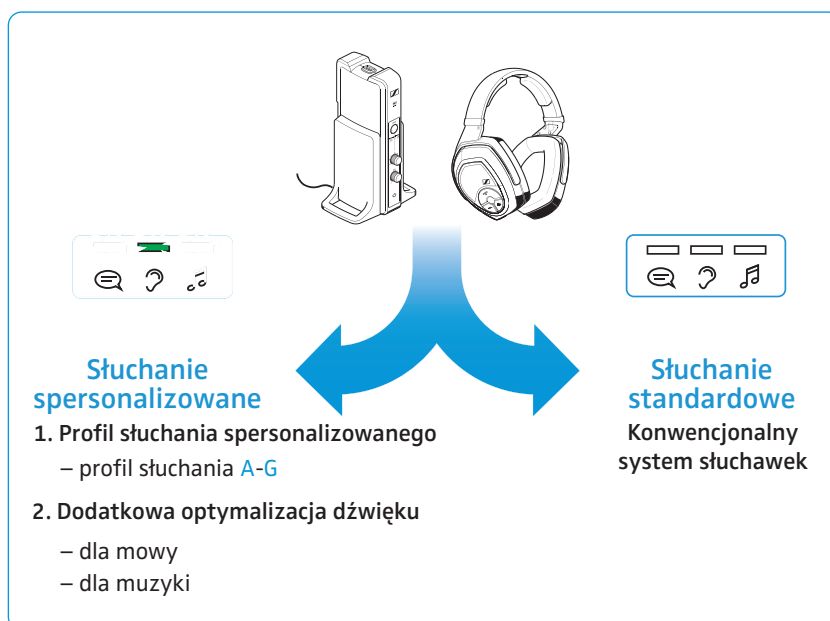 Słuchanie
spersonalizowane
1. Profil słuchania spersonalizowanego
– profil słuchania A-G
2. Dodatkowa optymalizacja dźwięku
– dla mowy
– dla muzyki
Słuchanie
standardowe
Konwencjonalny
system słuchawek